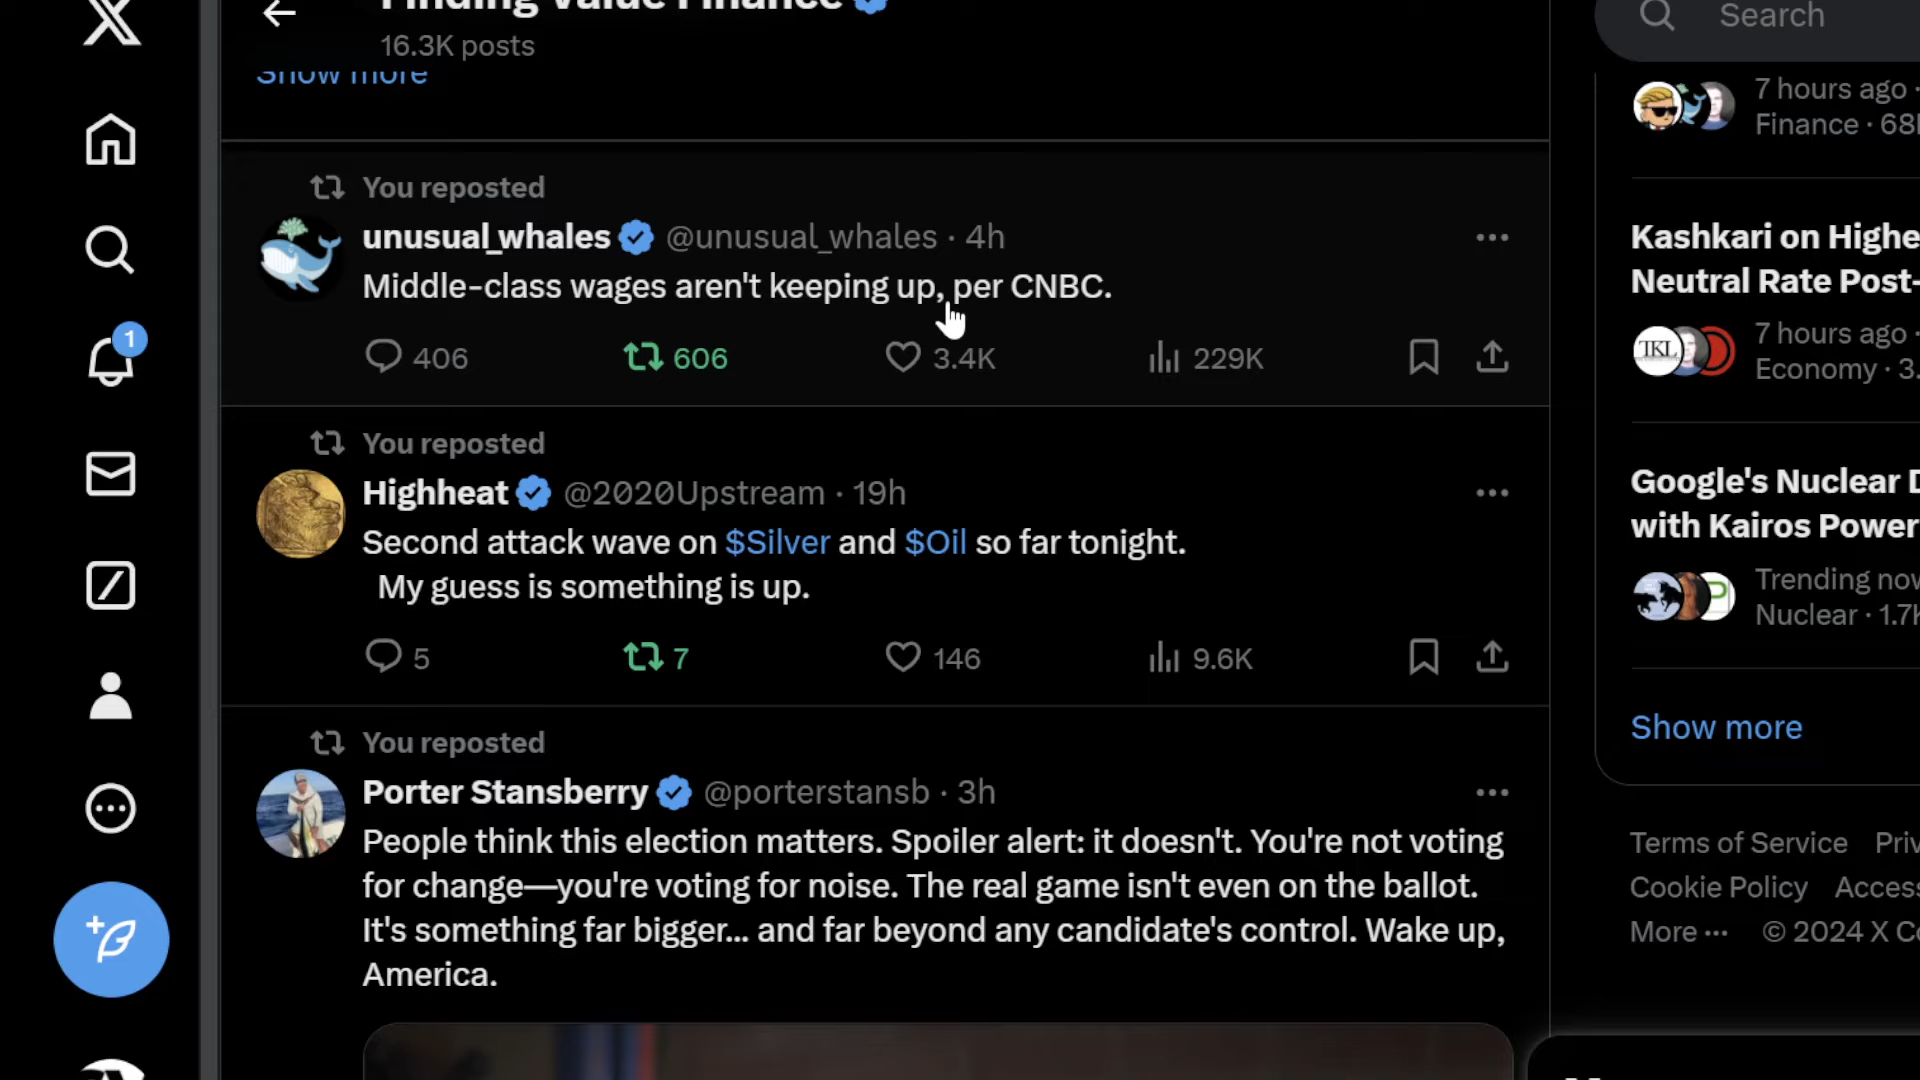 Finding Value Finance
16.3K posts
Show more
You reposted
unusual_whales @unusual_whales · 4h
Middle-class wages aren't keeping up, per CNBC.
406 606 3.4K 229K
You reposted
Highheat @2020Upstream · 19h
Second attack wave on $Silver and $Oil so far tonight.
My guess is something is up.
5 7 146 9.6K
You reposted
Porter Stansberry @porterstansb · 3h
People think this election matters. Spoiler alert: it doesn't. You're not voting
for change—you're voting for noise. The real game isn't even on the ballot.
It's something far bigger... and far beyond any candidate's control. Wake up,
America.
1
Search
7 hours ago ·
Finance · 68
Kashkari on Highe
Neutral Rate Post-
TKL
7 hours ago ·
Economy · 3.
Google's Nuclear D
with Kairos Power
Trending now
Nuclear · 1.7K
Show more
Terms of Service Priv
Cookie Policy Access
More ··· © 2024 X Co